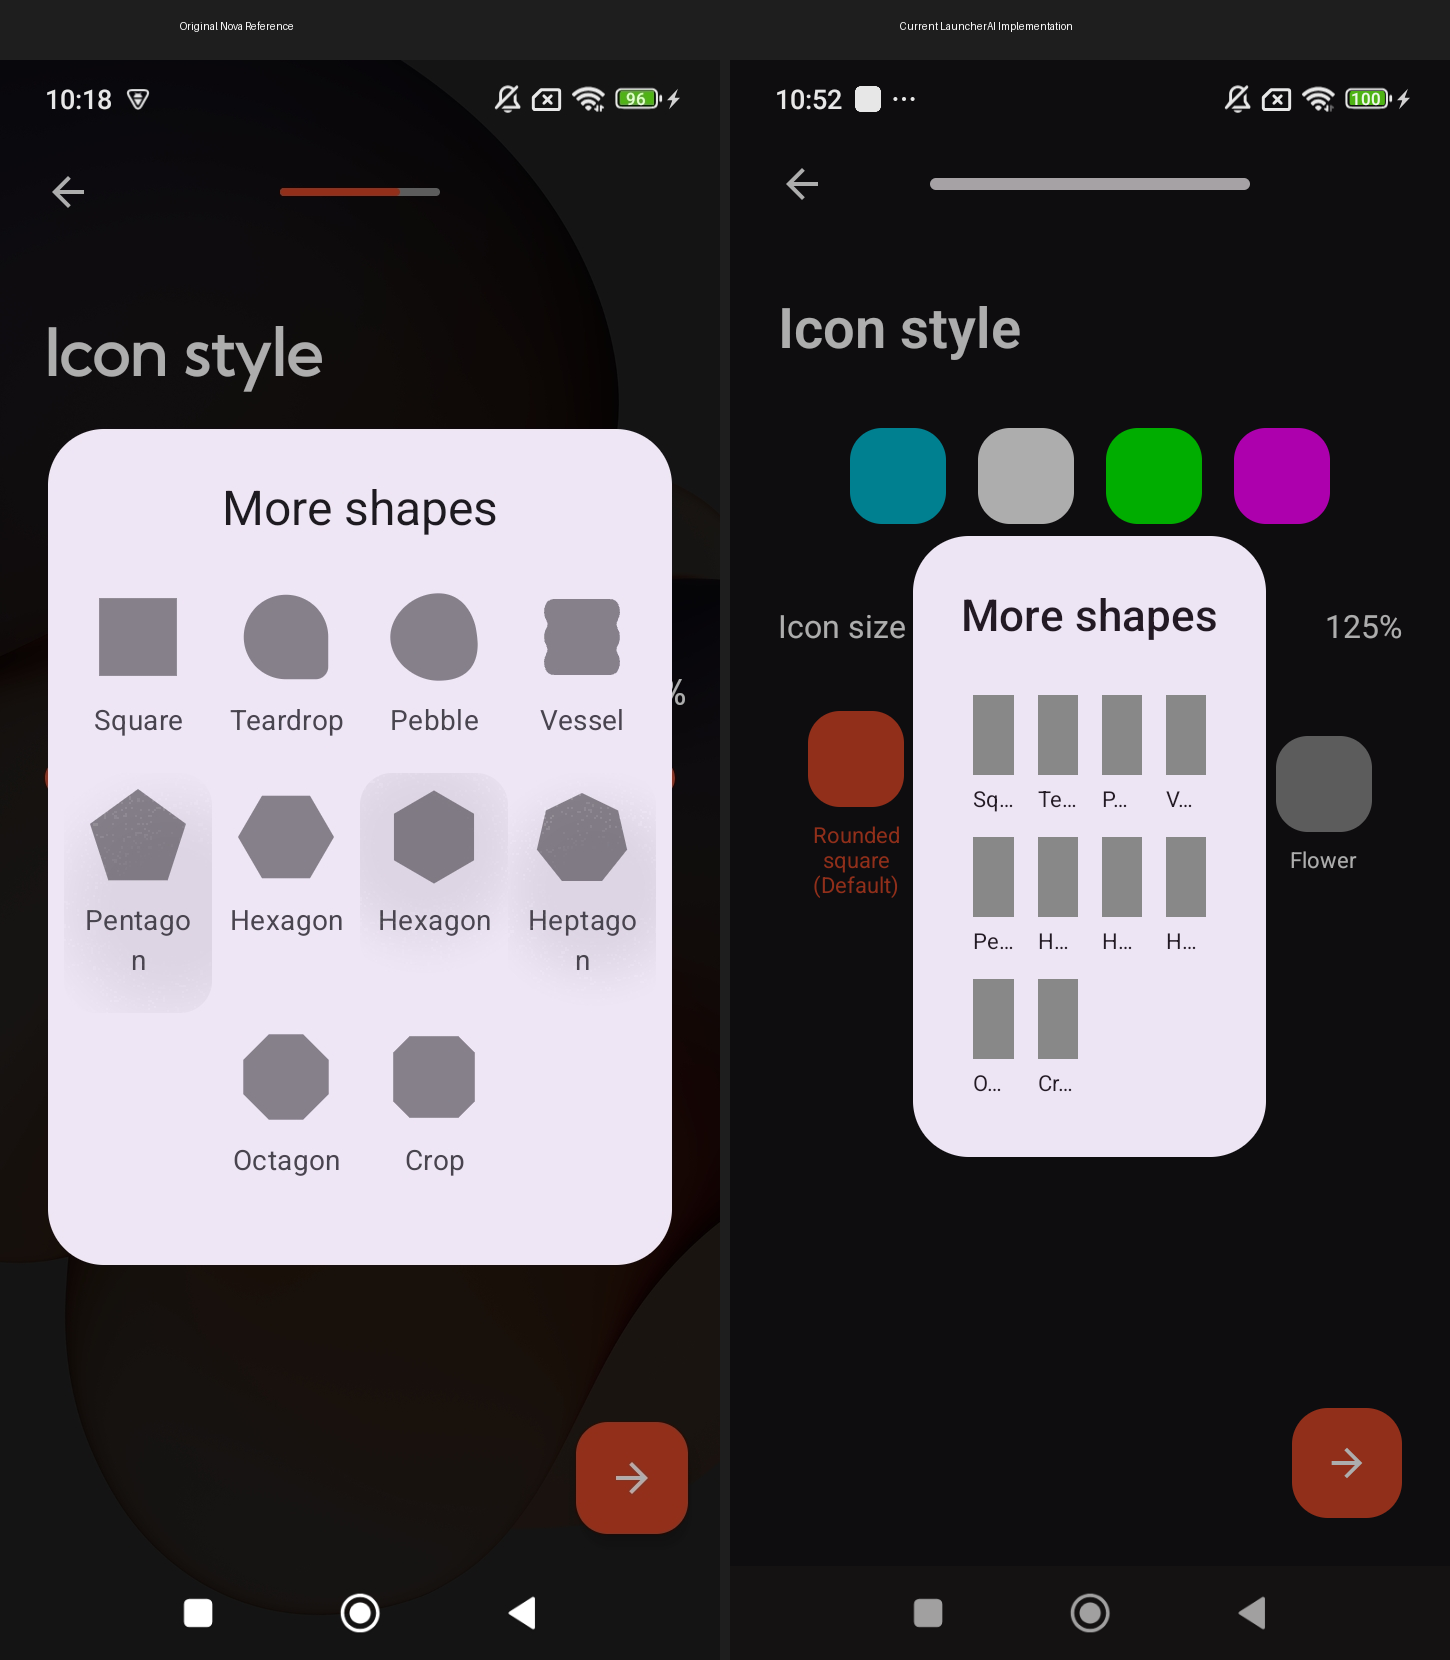 Original Nova Reference
Current LauncherAI Implementation
10:18
96
Icon style
More shapes
Square
Teardrop
Pebble
Vessel
%
Pentago
n
Hexagon
Hexagon
Heptago
n
Octagon
Crop
10:52
...
100
Icon style
Icon size
125%
More shapes
Sq...
Te...
P...
V...
Rounded
square
(Default)
Flower
Pe...
H...
H...
H...
O...
Cr...